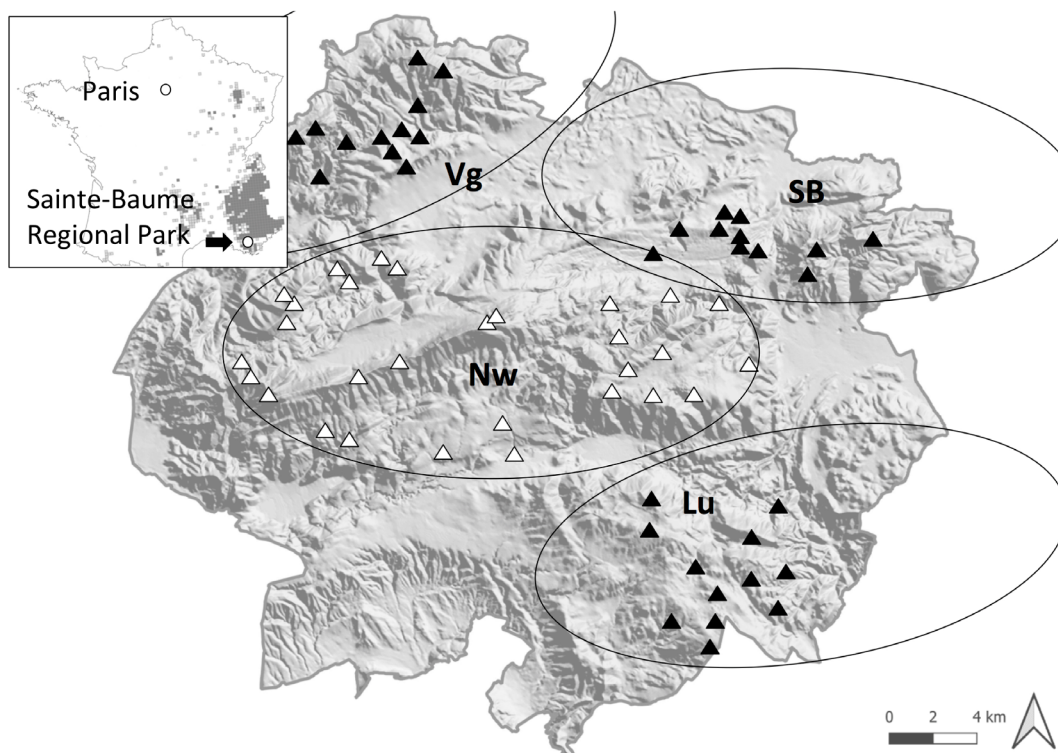 Paris
Sainte-Baume
Regional Park
Vg
SB
Nw
Lu
0 2 4 km